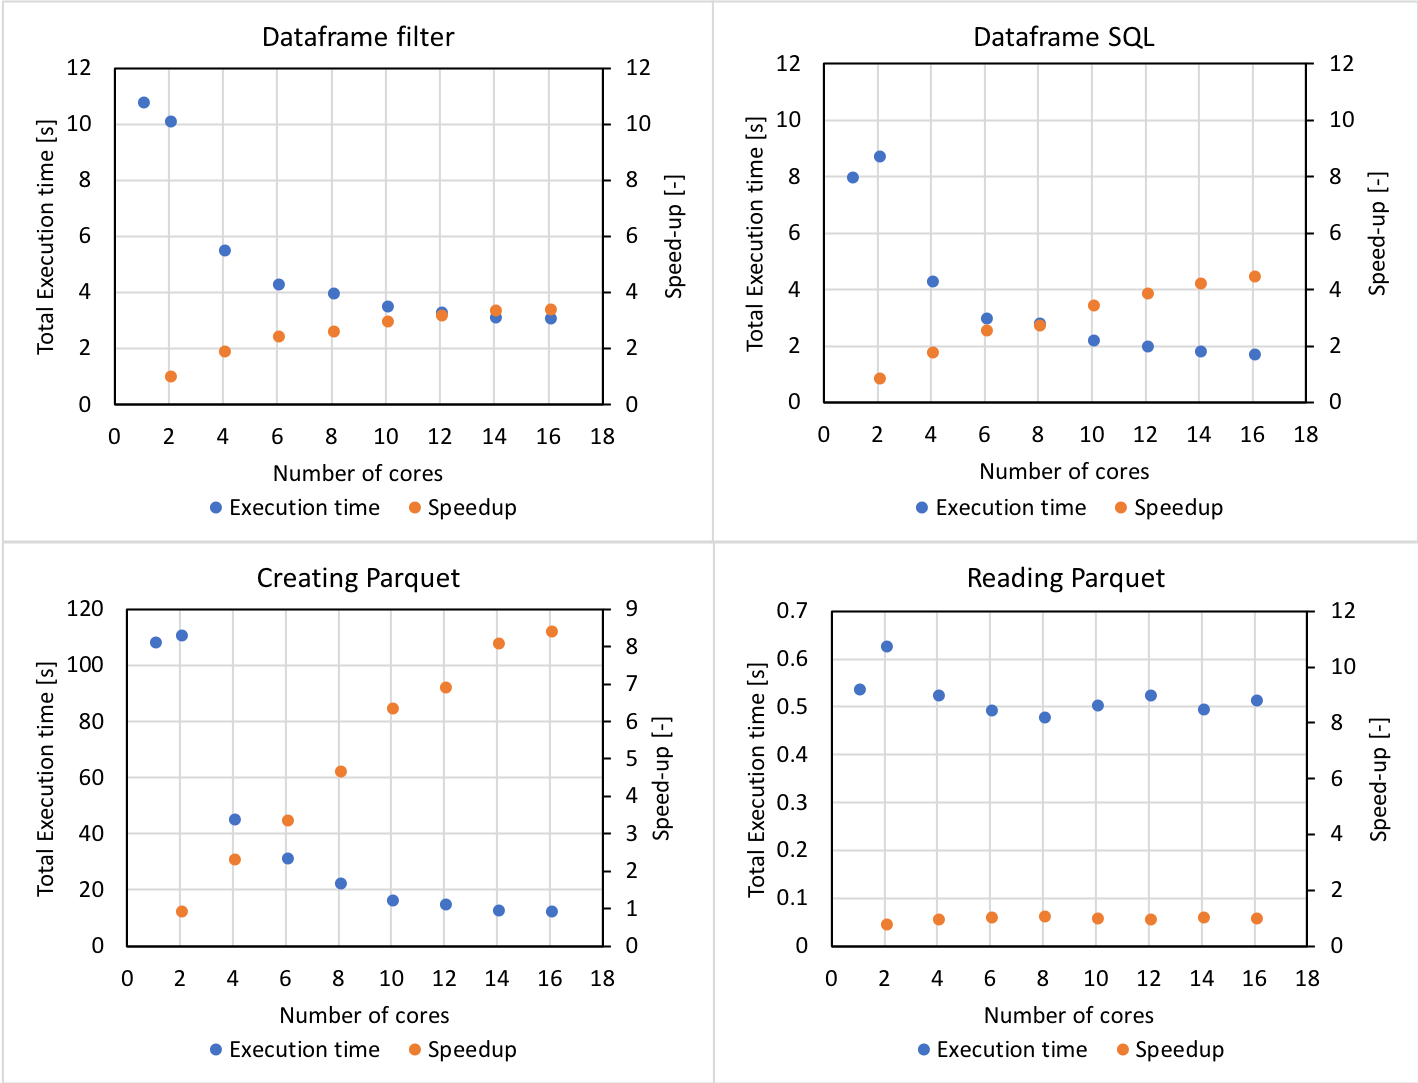 Dataframe filter
12
10
8
6
4
2
0
12
10
8
6
4
2
0
Total Execution time [s]
Speed-up [-]
0 2 4 6 8 10 12 14 16 18
Number of cores
Execution time Speedup
Dataframe SQL
12
10
8
6
4
2
0
12
10
8
6
4
2
0
Total Execution time [s]
Speed-up [-]
0 2 4 6 8 10 12 14 16 18
Number of cores
Execution time Speedup
Creating Parquet
120
100
80
60
40
20
0
9
8
7
6
5
4
3
2
1
0
Total Execution time [s]
Speed-up [-]
0 2 4 6 8 10 12 14 16 18
Number of cores
Execution time Speedup
Reading Parquet
0.7
0.6
0.5
0.4
0.3
0.2
0.1
0
12
10
8
6
4
2
0
Total Execution time [s]
Speed-up [-]
0 2 4 6 8 10 12 14 16 18
Number of cores
Execution time Speedup